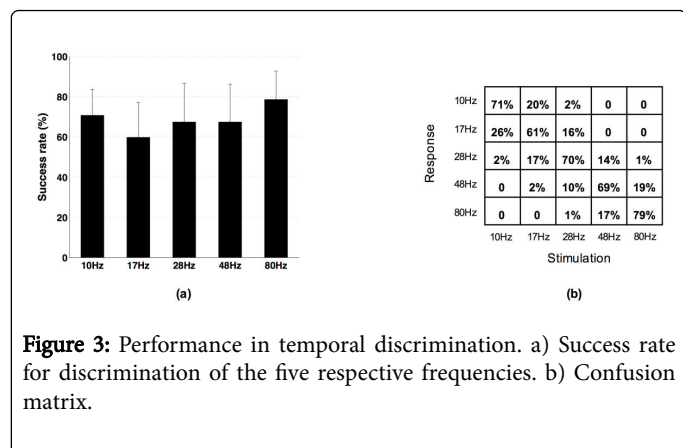 100
80
60
40
20
0
Success rate (%)
10Hz 17Hz 28Hz 48Hz 80Hz
(a)
Response
10Hz 71% 20% 2% 0 0
17Hz 26% 61% 16% 0 0
28Hz 2% 17% 70% 14% 1%
48Hz 0 2% 10% 69% 19%
80Hz 0 0 1% 17% 79%
10Hz 17Hz 28Hz 48Hz 80Hz
Stimulation
(b)
Figure 3: Performance in temporal discrimination. a) Success rate
for discrimination of the five respective frequencies. b) Confusion
matrix.